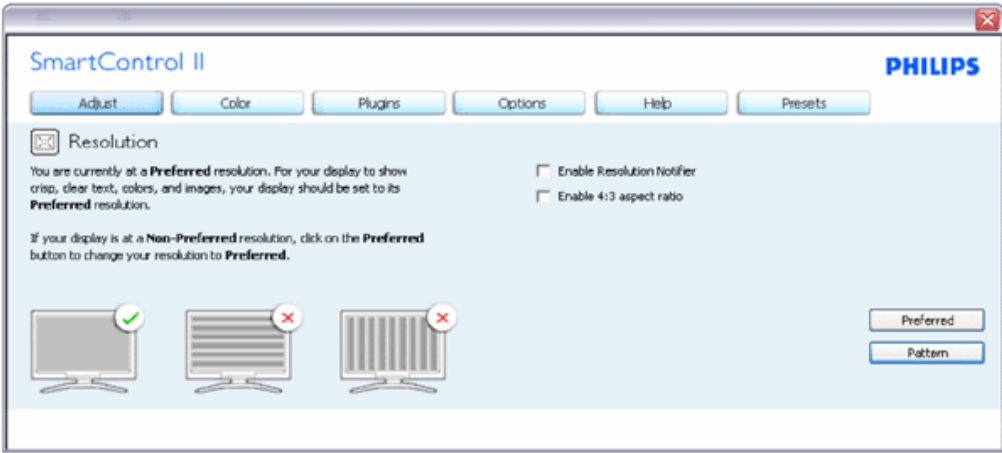 SmartControl II
PHILIPS
Adjust
Color
Plugins
Options
Help
Presets
Resolution
You are currently at a Preferred resolution. For your display to show
crisp, clear text, colors, and images, your display should be set to its
Preferred resolution.
If your display is at a Non-Preferred resolution, click on the Preferred
button to change your resolution to Preferred.
Enable Resolution Notifier
Enable 4:3 aspect ratio
Preferred
Pattern